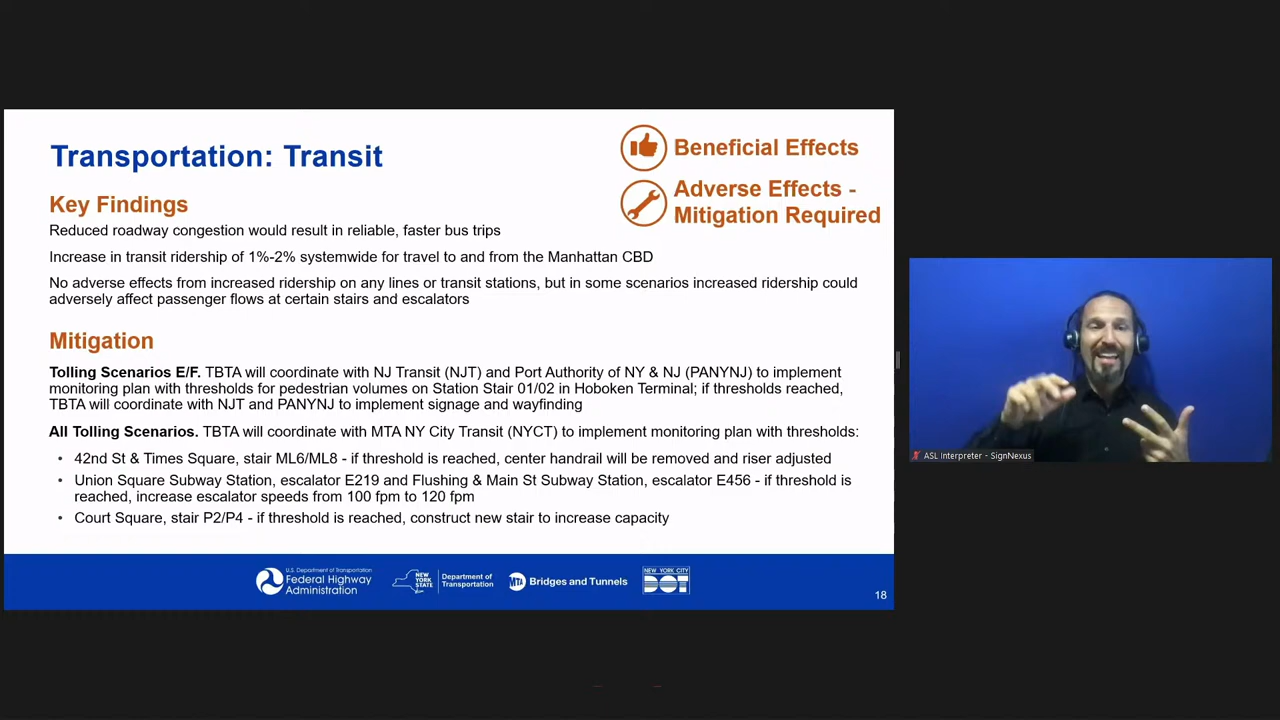 Transportation: Transit
Beneficial Effects
Adverse Effects -
Mitigation Required
Key Findings
Reduced roadway congestion would result in reliable, faster bus trips
Increase in transit ridership of 1%-2% systemwide for travel to and from the Manhattan CBD
No adverse effects from increased ridership on any lines or transit stations, but in some scenarios increased ridership could
adversely affect passenger flows at certain stairs and escalators
Mitigation
Tolling Scenarios E/F. TBTA will coordinate with NJ Transit (NJT) and Port Authority of NY & NJ (PANYNJ) to implement
monitoring plan with thresholds for pedestrian volumes on Station Stair 01/02 in Hoboken Terminal; if thresholds reached,
TBTA will coordinate with NJT and PANYNJ to implement signage and wayfinding
All Tolling Scenarios. TBTA will coordinate with MTA NY City Transit (NYCT) to implement monitoring plan with thresholds:
• 42nd St & Times Square, stair ML6/ML8 - if threshold is reached, center handrail will be removed and riser adjusted
• Union Square Subway Station, escalator E219 and Flushing & Main St Subway Station, escalator E456 - if threshold is
reached, increase escalator speeds from 100 fpm to 120 fpm
• Court Square, stair P2/P4 - if threshold is reached, construct new stair to increase capacity
U.S. Department of Transportation
Federal Highway
Administration
NEW
YORK
STATE
Department of
Transportation
MTA
Bridges and Tunnels
NEW YORK CITY
DOT
18
ASL Interpreter - SignNexus